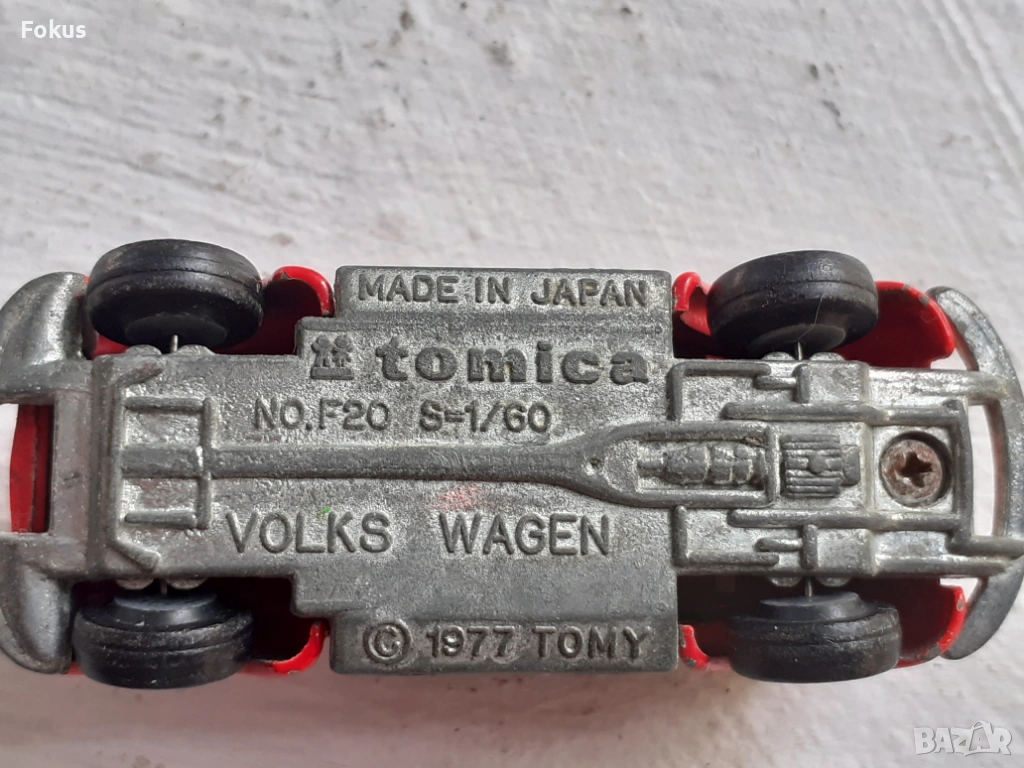 Fokus
MADE IN JAPAN
tomica
NO.F20 S=1/60
VOLKS WAGEN
© 1977 TOMY
BAZAR